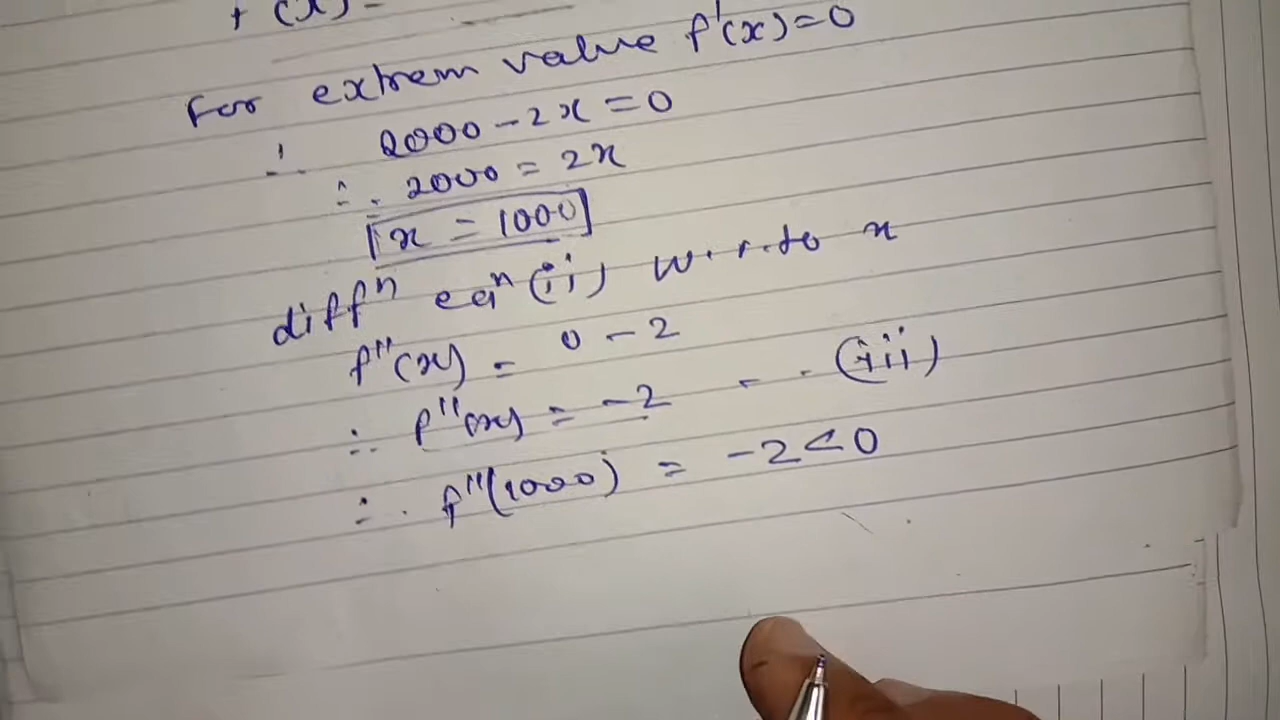 f'(x)=
For extrem value f'(x)=0
∴ 2000-2x=0
∴ 2000=2x
x=1000
diffⁿ eqⁿ(ii) w.r.to x
f''(x)= 0-2
∴ f''(x)=-2 - - (iii)
∴ f''(1000) = -2<0